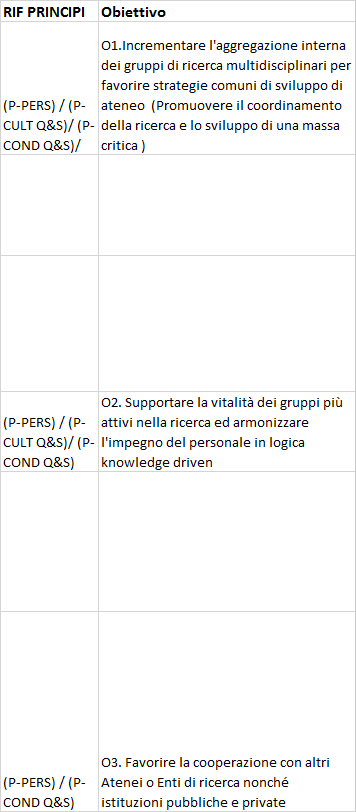 RIF PRINCIPI Obiettivo
O1.Incrementare l'aggregazione interna
dei gruppi di ricerca multidisciplinari per
favorire strategie comuni di sviluppo di
ateneo (Promuovere il coordinamento
della ricerca e lo sviluppo di una massa
critica )
(P-PERS) / (P-
CULT Q&S)/ (P-
COND Q&S)/
O2. Supportare la vitalità dei gruppi più
attivi nella ricerca ed armonizzare
l'impegno del personale in logica
knowledge driven
(P-PERS) / (P-
CULT Q&S)/ (P-
COND Q&S)
O3. Favorire la cooperazione con altri
Atenei o Enti di ricerca nonché
istituzioni pubbliche e private
(P-PERS) / (P-
COND Q&S)